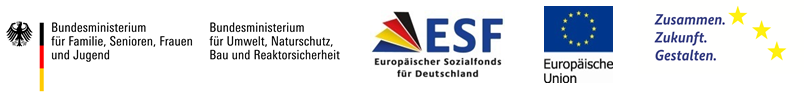 Bundesministerium
für Familie, Senioren, Frauen
und Jugend
Bundesministerium
für Umwelt, Naturschutz,
Bau und Reaktorsicherheit
ESF
Europäischer Sozialfonds
für Deutschland
Europäische
Union
Zusammen.
Zukunft.
Gestalten.